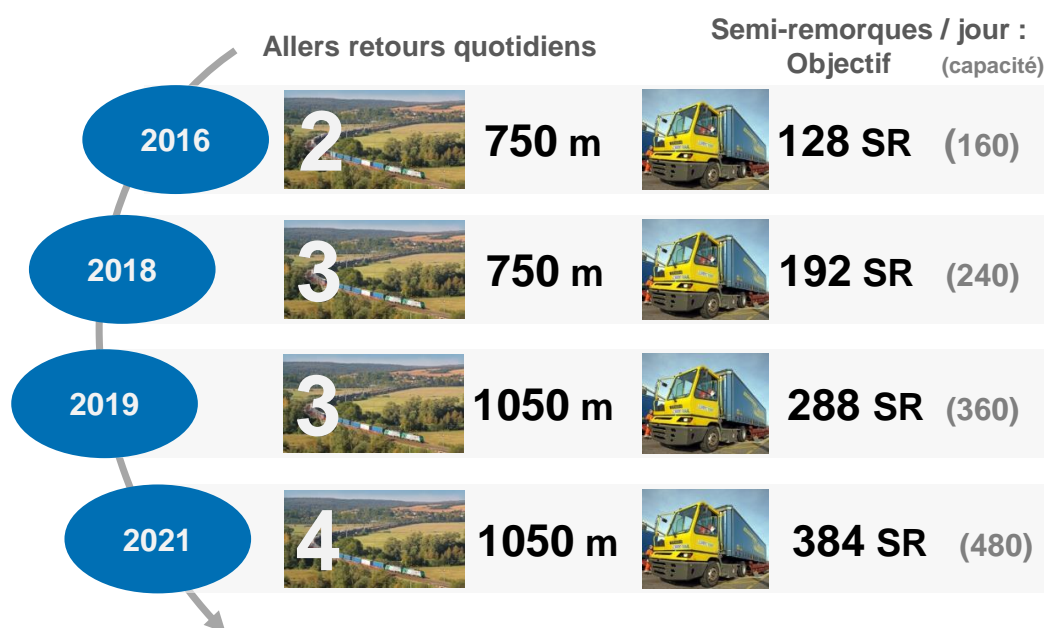 Allers retours quotidiens
Semi-remorques / jour :
Objectif (capacité)
2016 2 750 m 128 SR (160)
2018 3 750 m 192 SR (240)
2019 3 1050 m 288 SR (360)
2021 4 1050 m 384 SR (480)